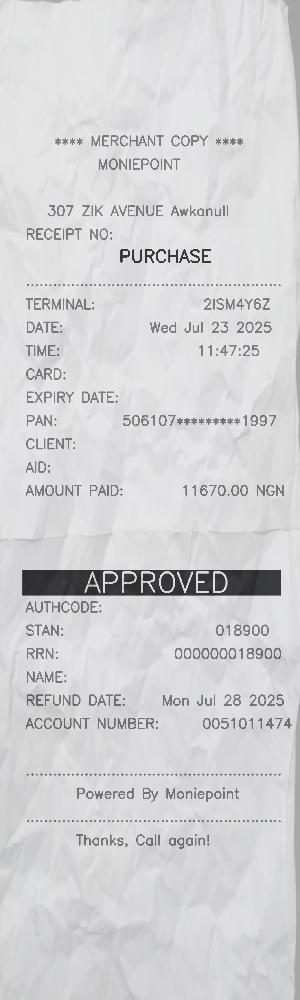 **** MERCHANT COPY ****
MONIEPOINT
307 ZIK AVENUE Awkanull
RECEIPT NO:
PURCHASE
TERMINAL: 2ISM4Y6Z
DATE: Wed Jul 23 2025
TIME: 11:47:25
CARD:
EXPIRY DATE:
PAN: 506107*********1997
CLIENT:
AID:
AMOUNT PAID: 11670.00 NGN
APPROVED
AUTHCODE:
STAN: 018900
RRN: 000000018900
NAME:
REFUND DATE: Mon Jul 28 2025
ACCOUNT NUMBER: 0051011474
Powered By Moniepoint
Thanks, Call again!